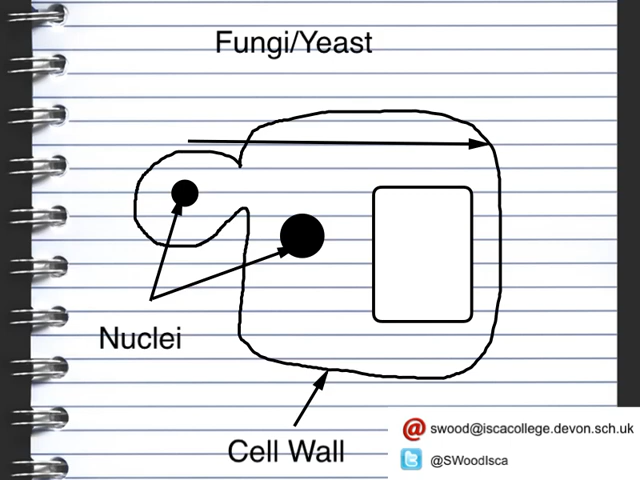 Fungi/Yeast
Nuclei
Cell Wall
swood@iscacollege.devon.sch.uk
@SWoodIsca